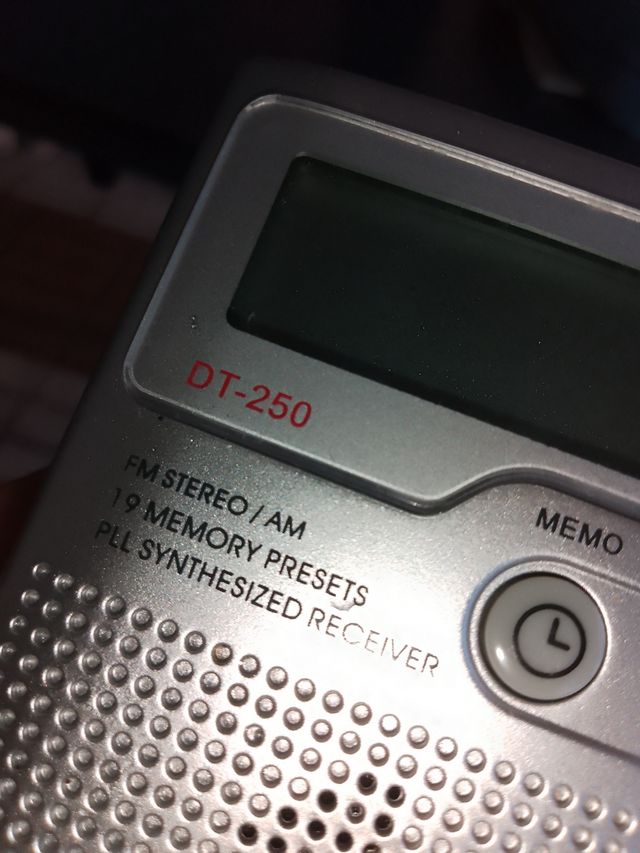 DT-250
FM STEREO / AM
19 MEMORY PRESETS
PLL SYNTHESIZED RECEIVER
MEMO